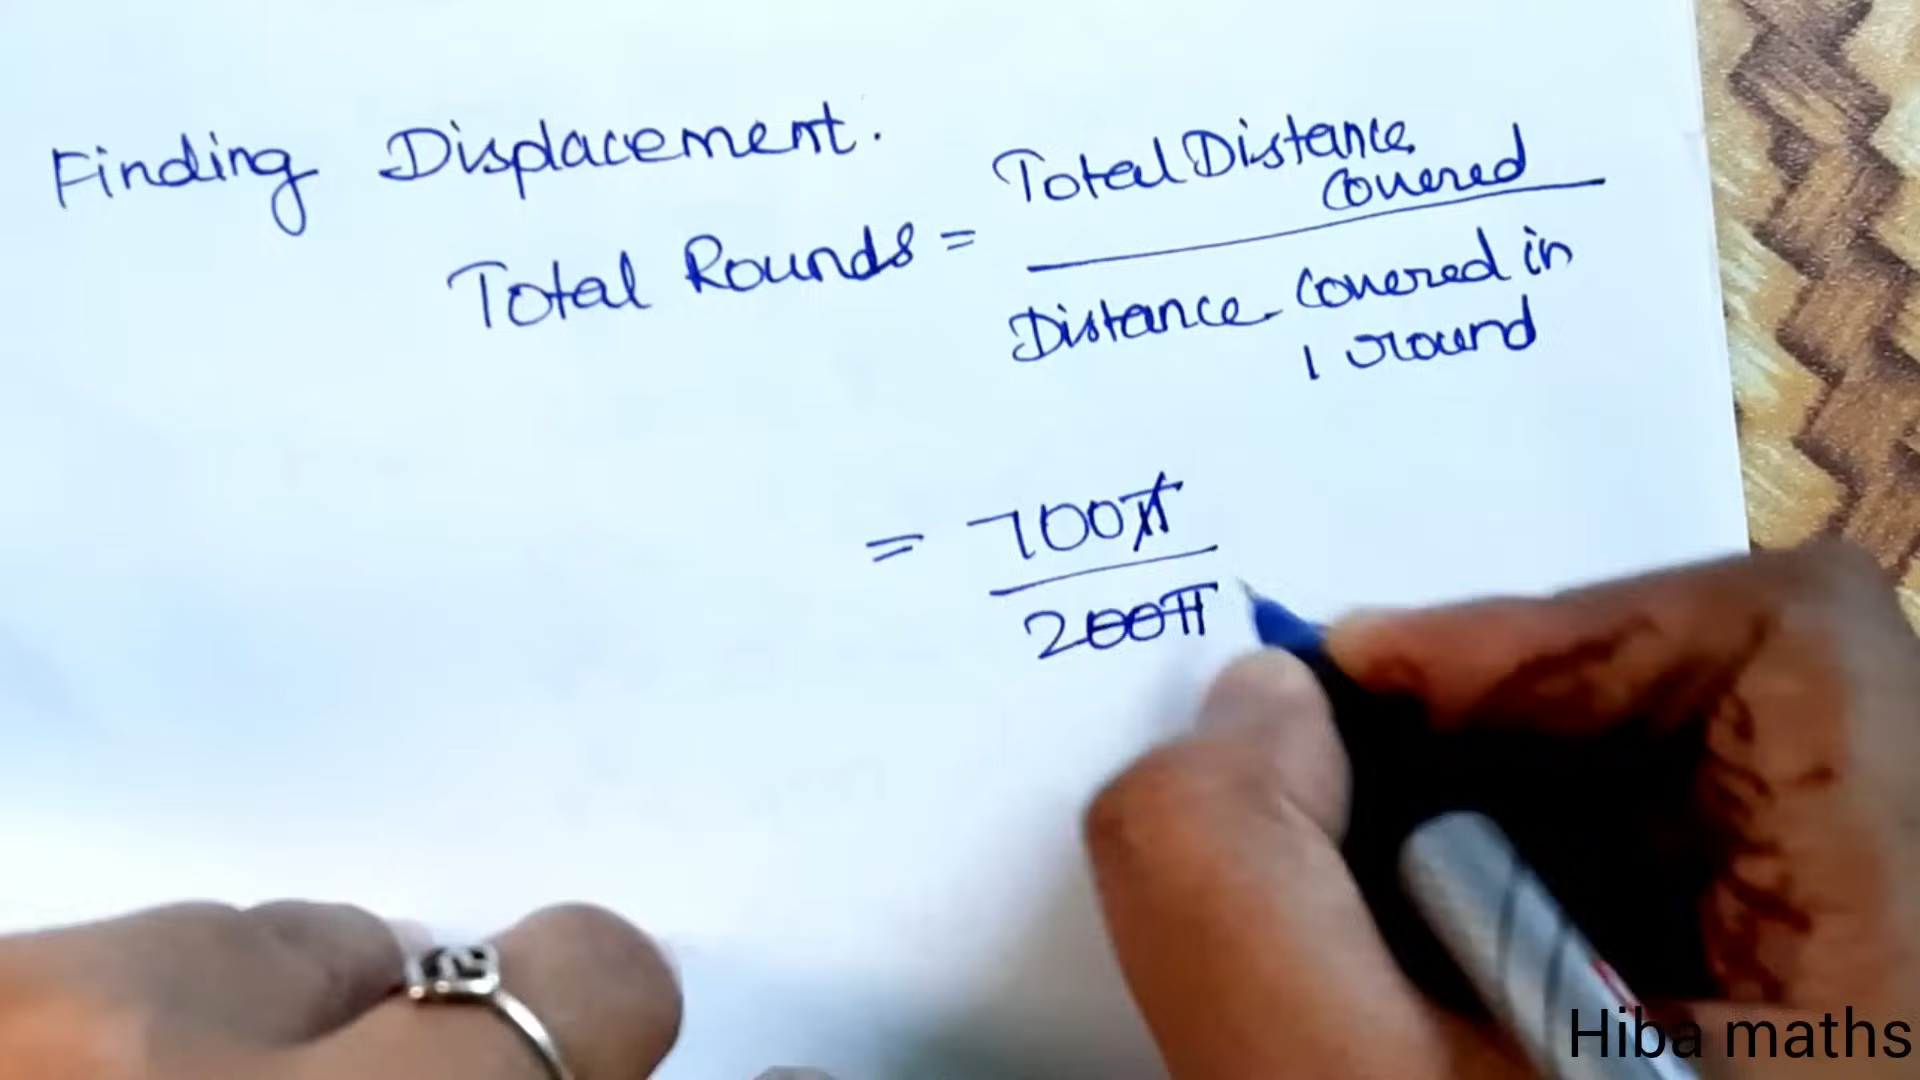 Finding Displacement.
Total Rounds = Total Distance covered
Distance covered in
1 round
= 700π
200π
Hiba maths